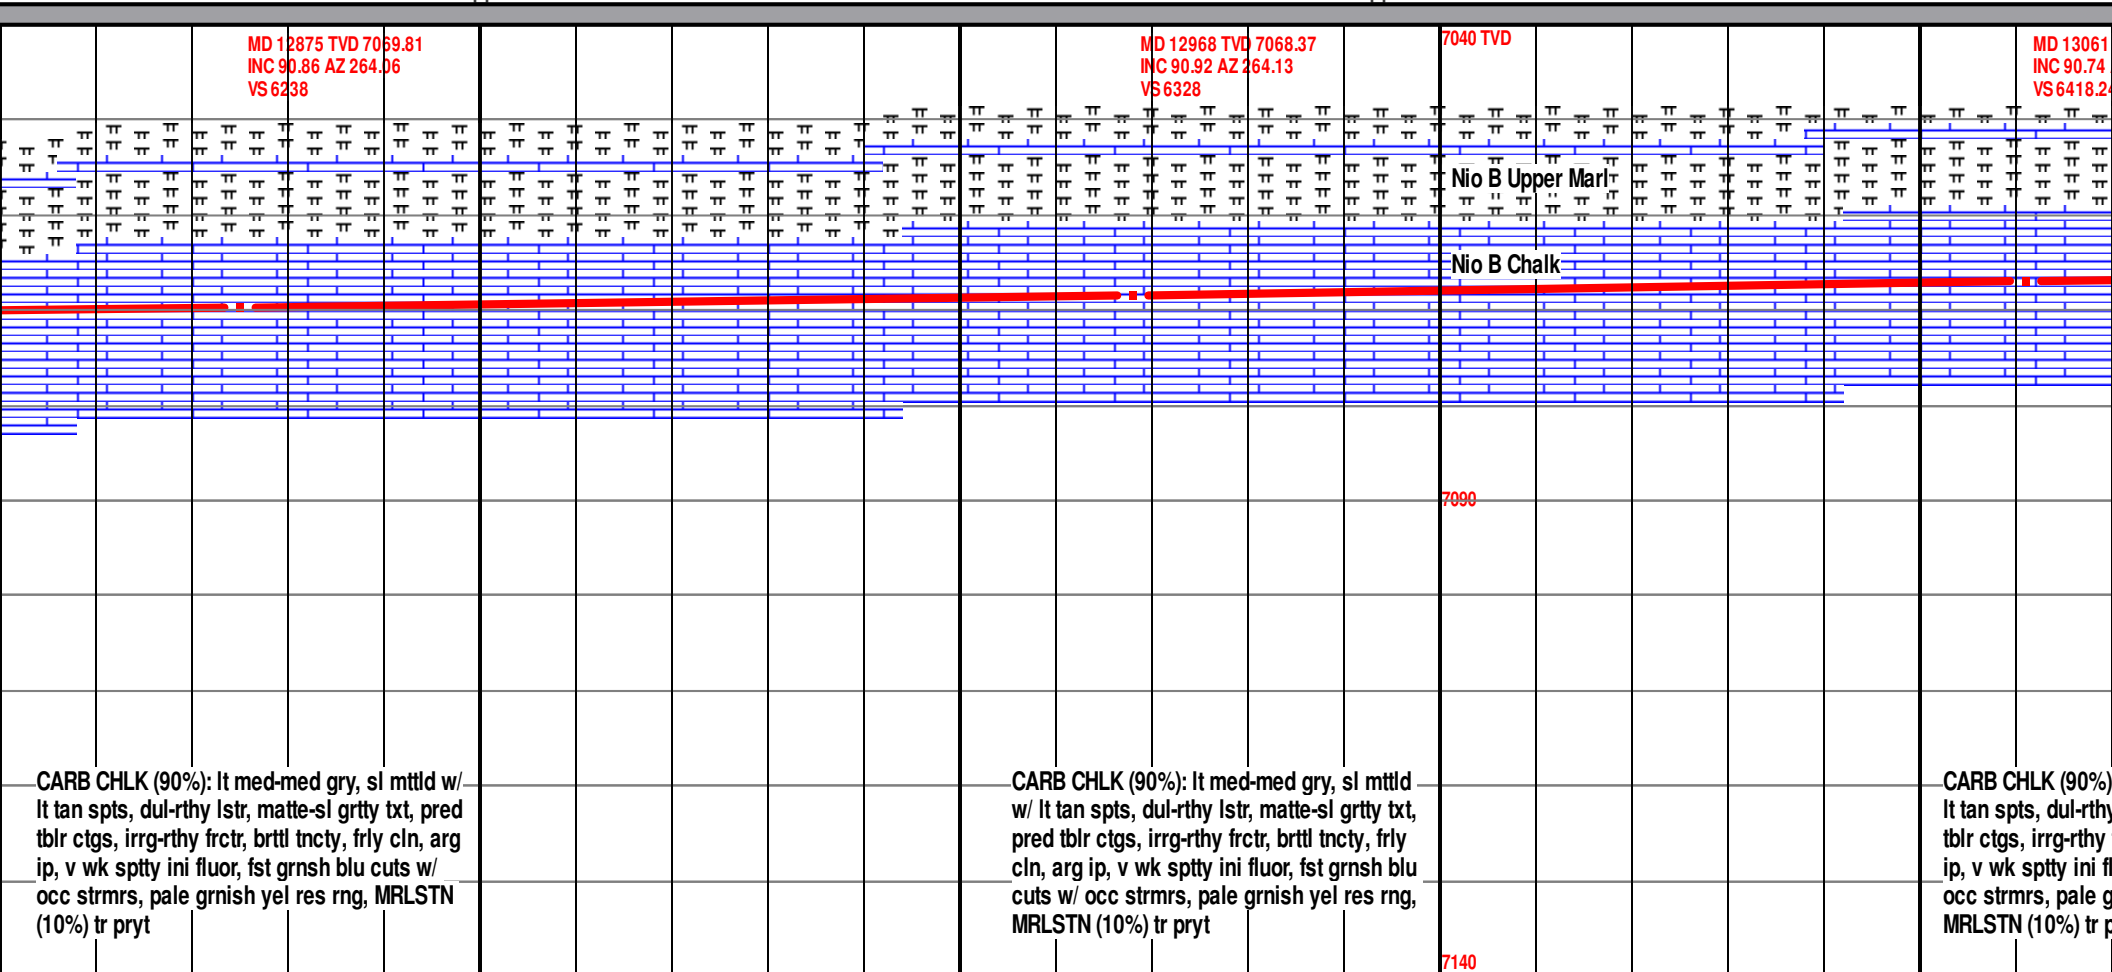 MD 12875 TVD 7069.81
INC 90.86 AZ 264.06
VS 6238
MD 12968 TVD 7068.37
INC 90.92 AZ 264.13
VS 6328
7040 TVD
MD 13061
INC 90.74
VS 6418.24
Nio B Upper Marl
Nio B Chalk
7090
CARB CHLK (90%): lt med-med gry, sl mttld w/
lt tan spts, dul-rthy lstr, matte-sl grtty txt, pred
tblr ctgs, irrg-rthy frctr, brttl tncty, frly cln, arg
ip, v wk sptty ini fluor, fst grnsh blu cuts w/
occ strmrs, pale grnish yel res rng, MRLSTN
(10%) tr pryt
CARB CHLK (90%): lt med-med gry, sl mttld
w/ lt tan spts, dul-rthy lstr, matte-sl grtty txt,
pred tblr ctgs, irrg-rthy frctr, brttl tncty, frly
cln, arg ip, v wk sptty ini fluor, fst grnsh blu
cuts w/ occ strmrs, pale grnish yel res rng,
MRLSTN (10%) tr pryt
CARB CHLK (90%)
lt tan spts, dul-rthy
tblr ctgs, irrg-rthy
ip, v wk sptty ini
occ strmrs, pale
MRLSTN (10%) tr
7140